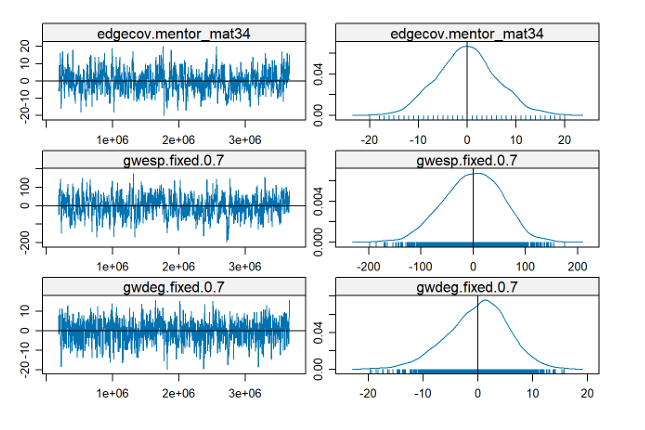 edgecov.mentor_mat34 edgecov.mentor_mat34
-20 -10 0 10 20 0.00 0.04
1e+06 2e+06 3e+06 -20 -10 0 10 20
gwesp.fixed.0.7 gwesp.fixed.0.7
-200 0 100 0.000 0.004
1e+06 2e+06 3e+06 -200 -100 0 100 200
gwdeg.fixed.0.7 gwdeg.fixed.0.7
-20 -10 0 10 0.00 0.04
1e+06 2e+06 3e+06 -20 -10 0 10 20